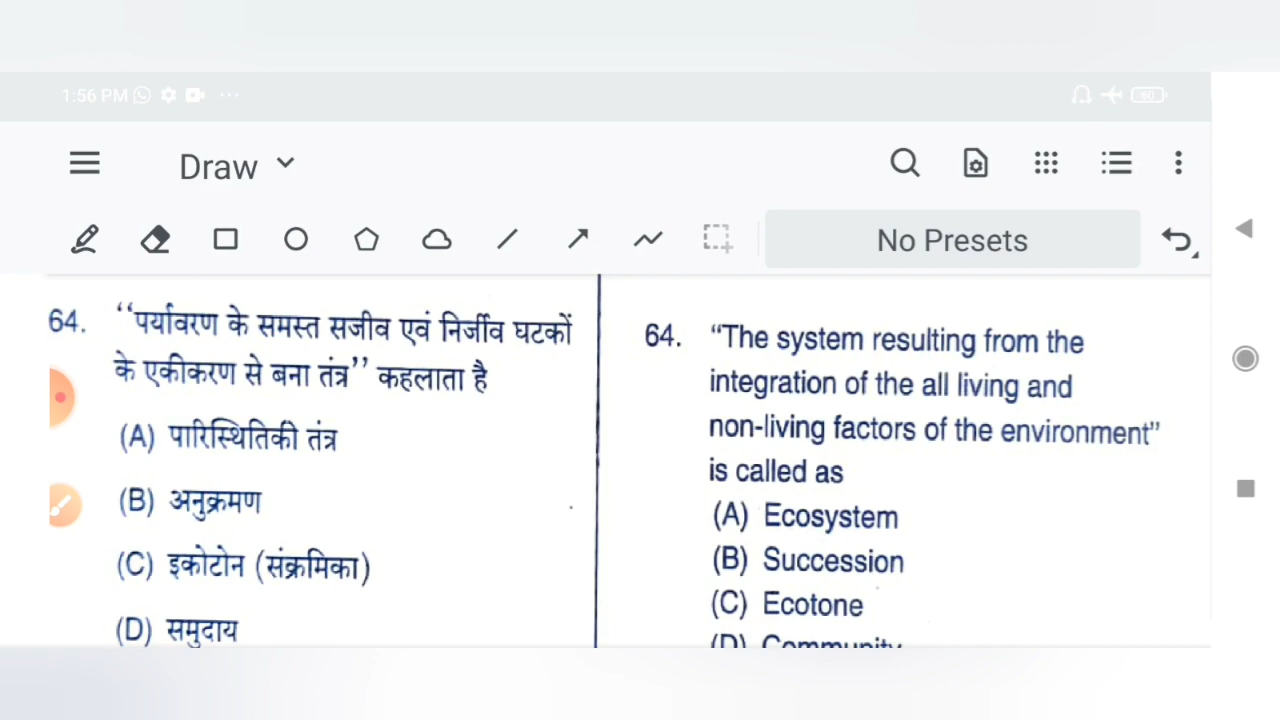 1:56 PM
60
Draw
No Presets
64. “पर्यावरण के समस्त सजीव एवं निर्जीव घटकों
के एकीकरण से बना तंत्र” कहलाता है
(A) पारिस्थितिकी तंत्र
(B) अनुक्रमण
(C) इकोटोन (संक्रमिका)
(D) समुदाय
64. “The system resulting from the
integration of the all living and
non-living factors of the environment”
is called as
(A) Ecosystem
(B) Succession
(C) Ecotone
(D) Community